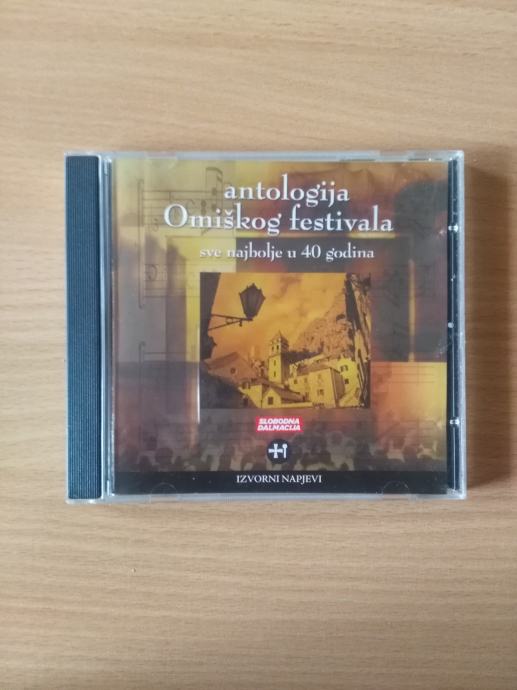 antologija
Omiškog festivala
sve najbolje u 40 godina
SLOBODNA
DALMACIJA
IZVORNI NAPJEVI